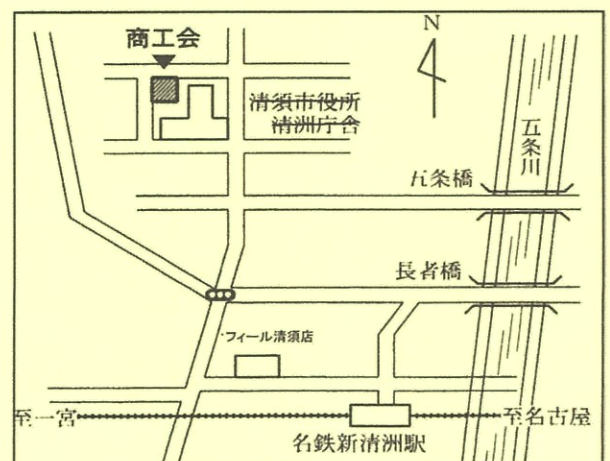 N
商工会
清須市役所
清洲庁舎
五条川
五条橋
長者橋
フィール清須店
至一宮
至名古屋
名鉄新清洲駅